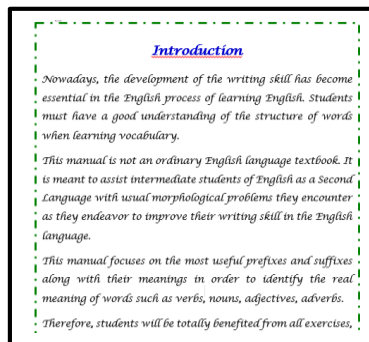 Introduction
Nowadays, the development of the writing skill has become
essential in the English process of learning English. Students
must have a good understanding of the structure of words
when learning vocabulary.
This manual is not an ordinary English language textbook. It
is meant to assist intermediate students of English as a Second
Language with usual morphological problems they encounter
as they endeavor to improve their writing skill in the English
language.
This manual focuses on the most useful prefixes and suffixes
along with their meanings in order to identify the real
meaning of words such as verbs, nouns, adjectives, adverbs.
Therefore, students will be totally benefited from all exercises,